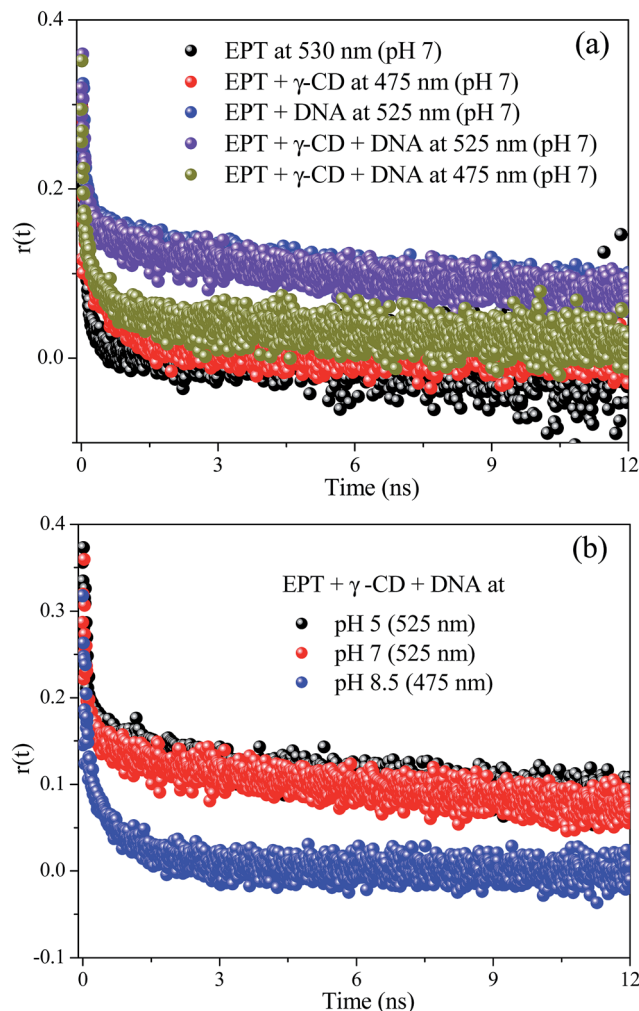 0.4
(a)
EPT at 530 nm (pH 7)
EPT + γ-CD at 475 nm (pH 7)
EPT + DNA at 525 nm (pH 7)
EPT + γ-CD + DNA at 525 nm (pH 7)
EPT + γ-CD + DNA at 475 nm (pH 7)
0.2
r(t)
0.0
0 3 6 9 12
Time (ns)
0.4
(b)
EPT + γ -CD + DNA at
pH 5 (525 nm)
pH 7 (525 nm)
pH 8.5 (475 nm)
0.3
0.2
r(t)
0.1
0.0
-0.1
0 3 6 9 12
Time (ns)